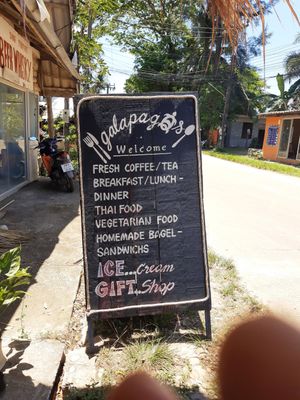 galapagos
Welcome
FRESH COFFEE/TEA
BREAKFAST/LUNCH-
DINNER
THAI FOOD
VEGETARIAN FOOD
HOMEMADE BAGEL-
SANDWICHS
ICE...Cream
GIFT...Shop